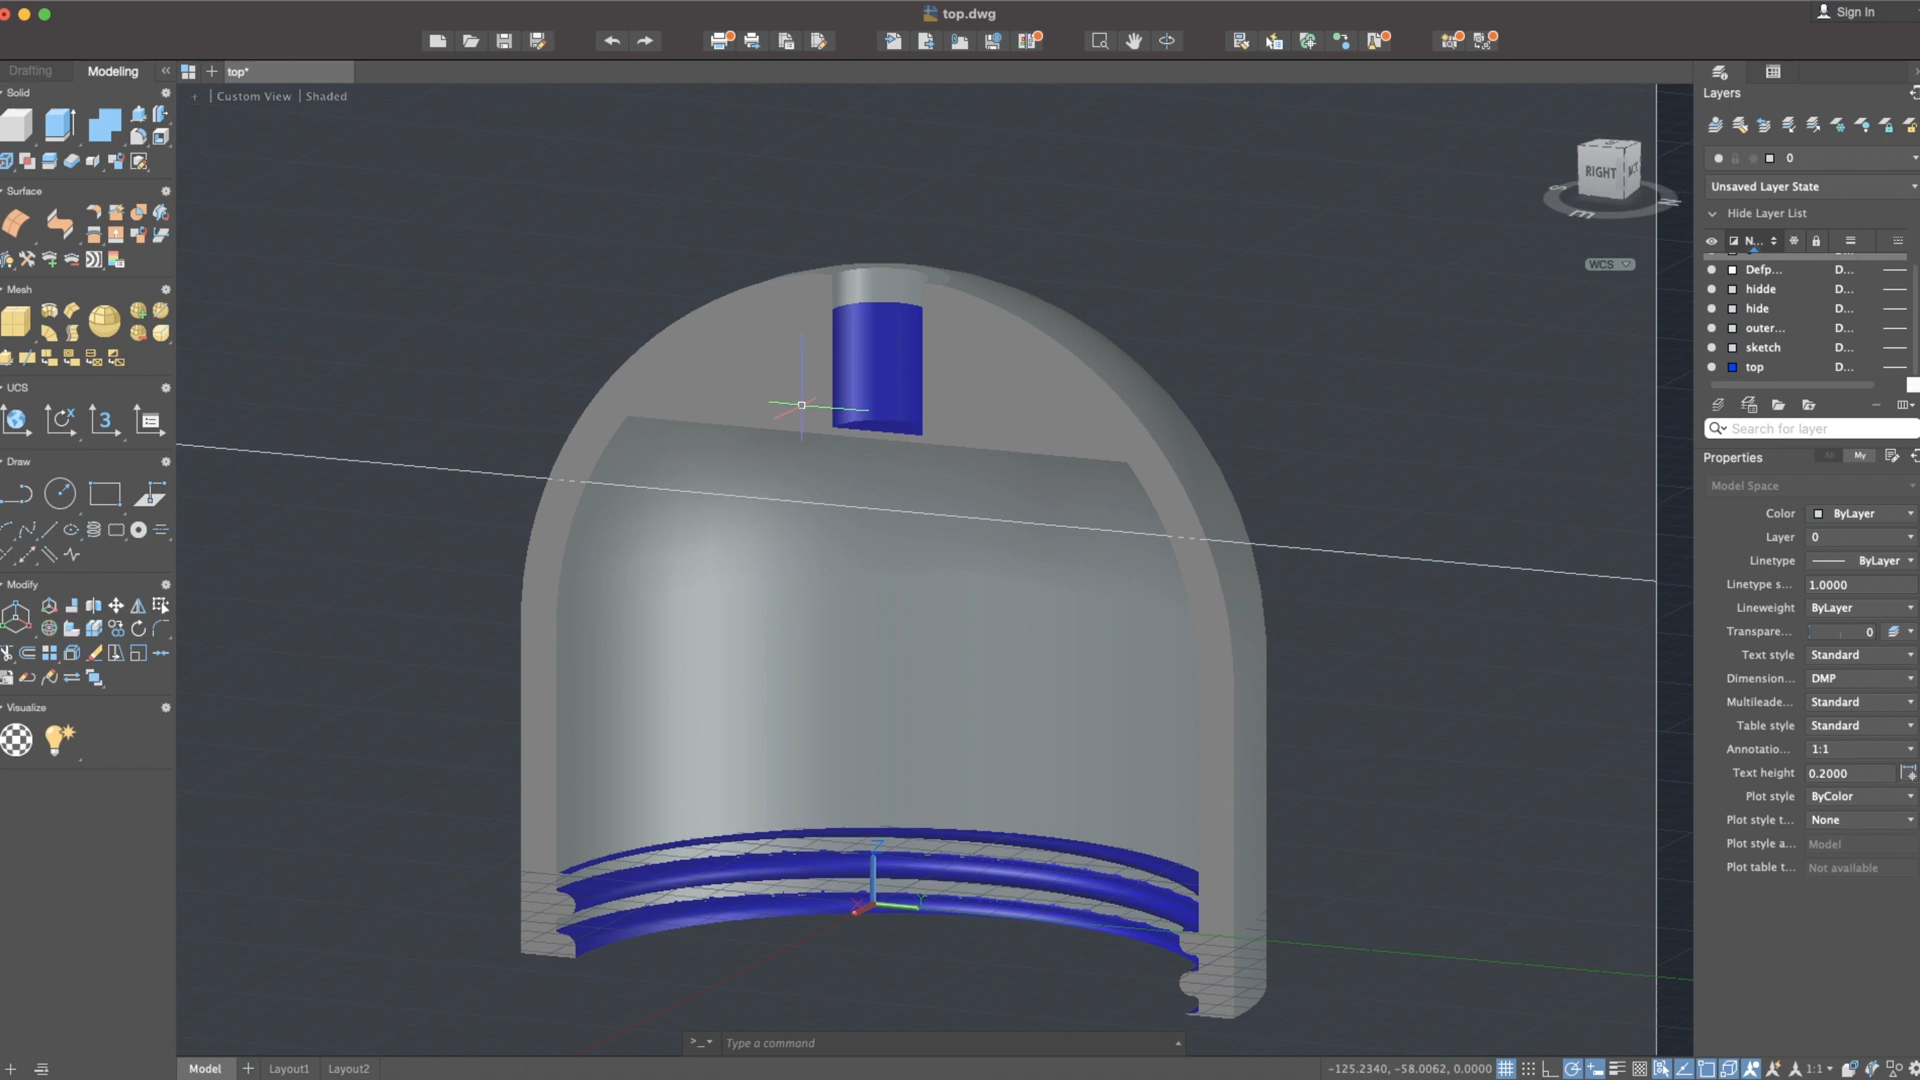 top.dwg
Sign In
Drafting
Modeling
top*
Solid
+ | Custom View | Shaded
Layers
0
Unsaved Layer State
Hide Layer List
N...
Defp... D...
hidde D...
hide D...
outer... D...
sketch D...
top D...
Search for layer
Properties
All My
Model Space
Color ByLayer
Layer 0
Linetype ByLayer
Linetype s... 1.0000
Lineweight ByLayer
Transpare... 0
Text style Standard
Dimension... DMP
Multileade... Standard
Table style Standard
Annotatio... 1:1
Text height 0.2000
Plot style ByColor
Plot style t... None
Plot style a... Model
Plot table t... Not available
Surface
Mesh
UCS
x
3
Draw
Modify
Visualize
RIGHT
S
E
N
WCS
Z
X
Y
Type a command
Model
Layout1
Layout2
-125.2340, -58.0062, 0.0000
1:1